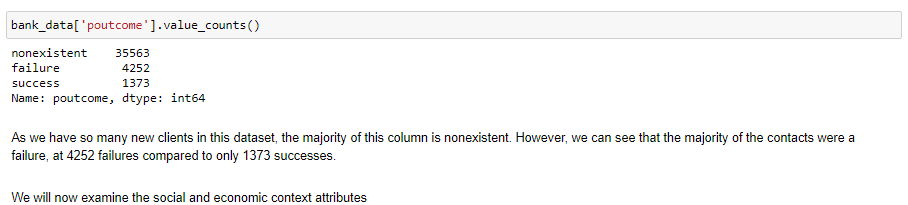 bank_data['poutcome'].value_counts()
nonexistent    35563
failure         4252
success         1373
Name: poutcome, dtype: int64
As we have so many new clients in this dataset, the majority of this column is nonexistent. However, we can see that the majority of the contacts were a
failure, at 4252 failures compared to only 1373 successes.
We will now examine the social and economic context attributes